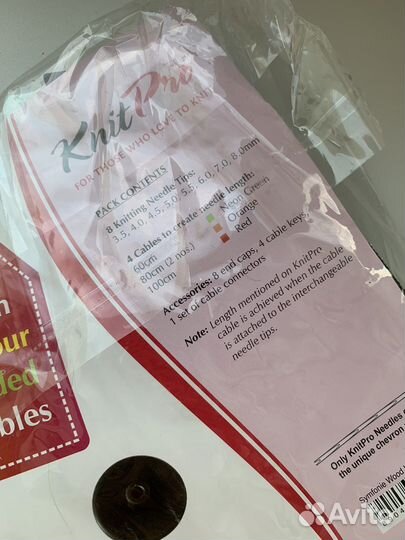 KnitPro
FOR THOSE WHO LOVE TO KNIT
PACK CONTENTS
8 Knitting Needle Tips:
3.5, 4.0, 4.5, 5.0, 5.5, 6.0, 7.0, 8.0mm
4 Cables to create needle length:
60cm Neon Green
80cm (2 nos.) Orange
100cm Red
Accessories: 8 end caps, 4 cable keys,
1 set of cable connectors
Note: Length mentioned on KnitPro
cable is achieved when the cable
is attached to the interchangeable
needle tips.
our
ded
bles
Only KnitPro Needles
the unique chevron
Symfonie Wood
Avito